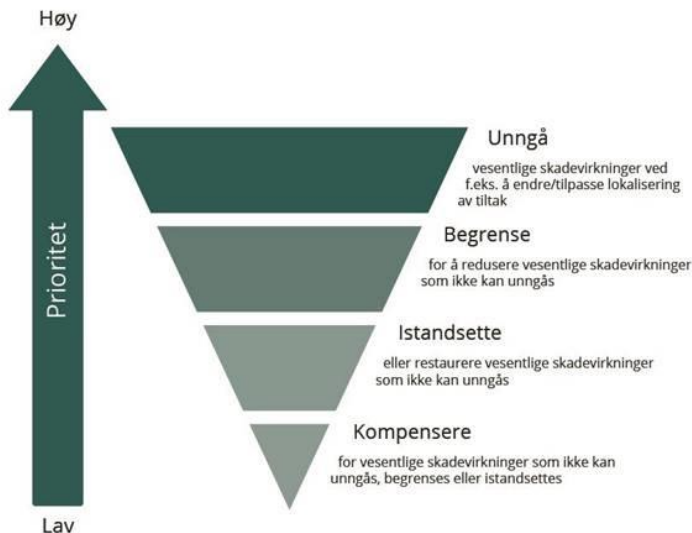 Høy
Prioritet
Unngå
vesentlige skadevirkninger ved
f.eks. å endre/tilpasse lokalisering
av tiltak
Begrense
for å redusere vesentlige skadevirkninger
som ikke kan unngås
Istandsette
eller restaurere vesentlige skadevirkninger
som ikke kan unngås
Kompensere
for vesentlige skadevirkninger som ikke kan
unngås, begrenses eller istandsettes
Lav